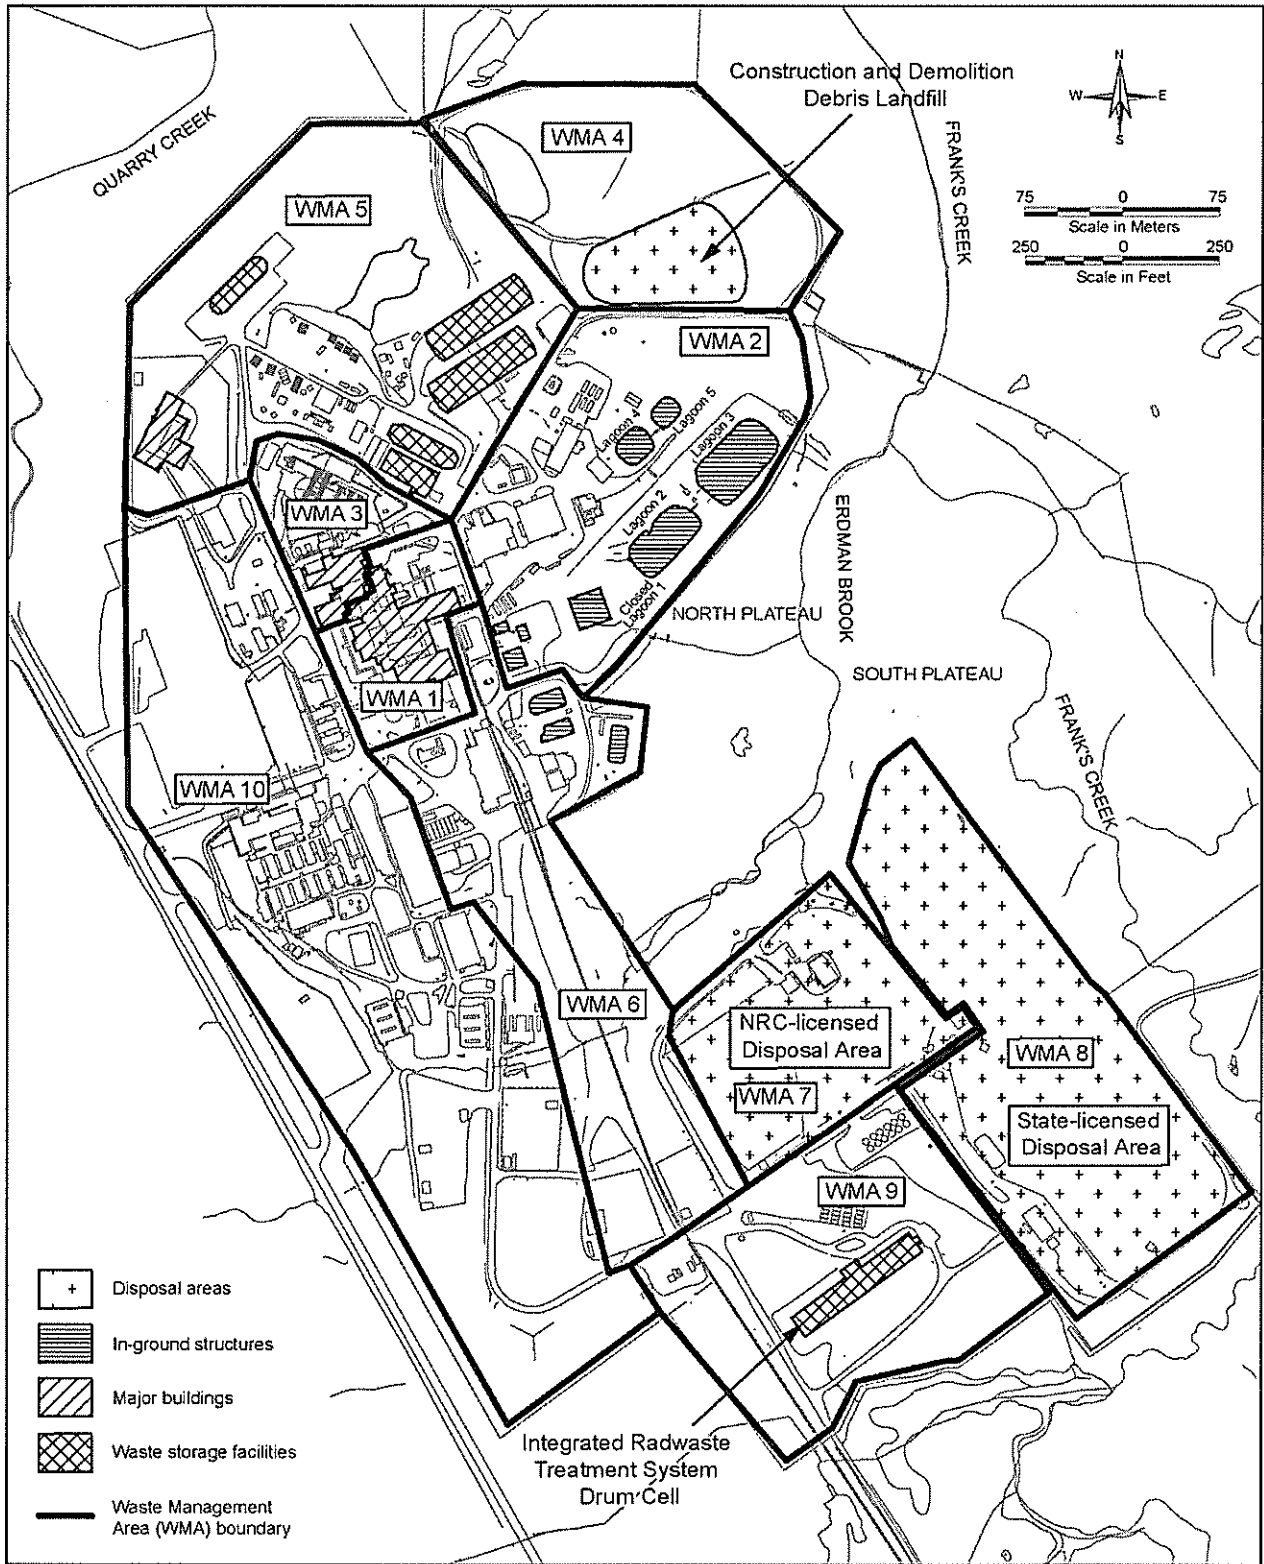 Construction and Demolition
Debris Landfill
N
W
E
S
QUARRY CREEK
WMA 4
FRANK'S CREEK
75 0 75
Scale in Meters
250 0 250
Scale in Feet
WMA 5
WMA 2
Lagoon 4
Lagoon 5
Lagoon 3
Lagoon 2
Closed
Lagoon 1
WMA 3
ERDMAN BROOK
NORTH PLATEAU
SOUTH PLATEAU
WMA 1
FRANK'S CREEK
WMA 10
WMA 6
NRC-licensed
Disposal Area
WMA 7
WMA 8
State-licensed
Disposal Area
WMA 9
Disposal areas
In-ground structures
Major buildings
Waste storage facilities
Waste Management
Area (WMA) boundary
Integrated Radwaste
Treatment System
Drum Cell